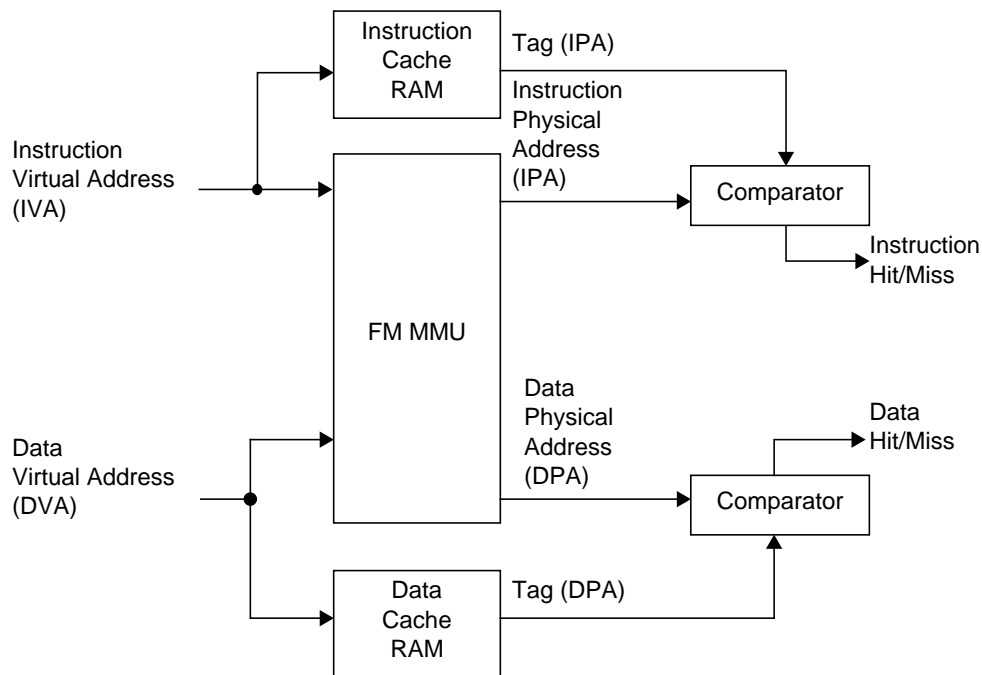 Instruction
Cache
RAM
Tag (IPA)
Instruction
Physical
Address
(IPA)
Instruction
Virtual Address
(IVA)
Comparator
Instruction
Hit/Miss
FM MMU
Data
Physical
Address
(DPA)
Data
Hit/Miss
Data
Virtual Address
(DVA)
Comparator
Data
Cache
RAM
Tag (DPA)